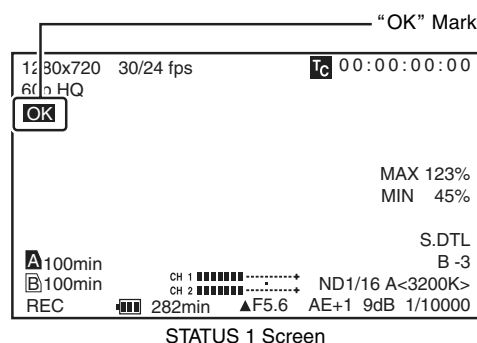 “OK” Mark
1280x720 30/24 fps TC 00:00:00:00
60p HQ
OK
MAX 123%
MIN 45%
S.DTL
A 100min B -3
B 100min CH 1 ND1/16 A<3200K>
CH 2
REC 282min ▲F5.6 AE+1 9dB 1/10000
STATUS 1 Screen